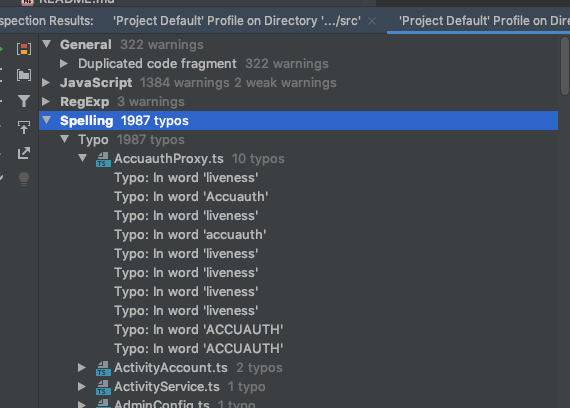 README.md
spection Results:
'Project Default' Profile on Directory '.../src' ×
'Project Default' Profile on Dire
General 322 warnings
Duplicated code fragment 322 warnings
JavaScript 1384 warnings 2 weak warnings
RegExp 3 warnings
Spelling 1987 typos
Typo 1987 typos
AccuauthProxy.ts 10 typos
Typo: In word 'liveness'
Typo: In word 'Accuauth'
Typo: In word 'liveness'
Typo: In word 'accuauth'
Typo: In word 'liveness'
Typo: In word 'liveness'
Typo: In word 'liveness'
Typo: In word 'liveness'
Typo: In word 'ACCUAUTH'
Typo: In word 'ACCUAUTH'
ActivityAccount.ts 2 typos
ActivityService.ts 1 typo
AdminConfig.ts 1 typo